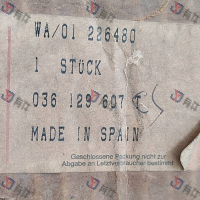 WA/01 226480
1 STÜCK
036 129 607 C
MADE IN SPAIN
Geschlossene Packung nicht zur
Abgabe an Letztverbraucher bestimmt